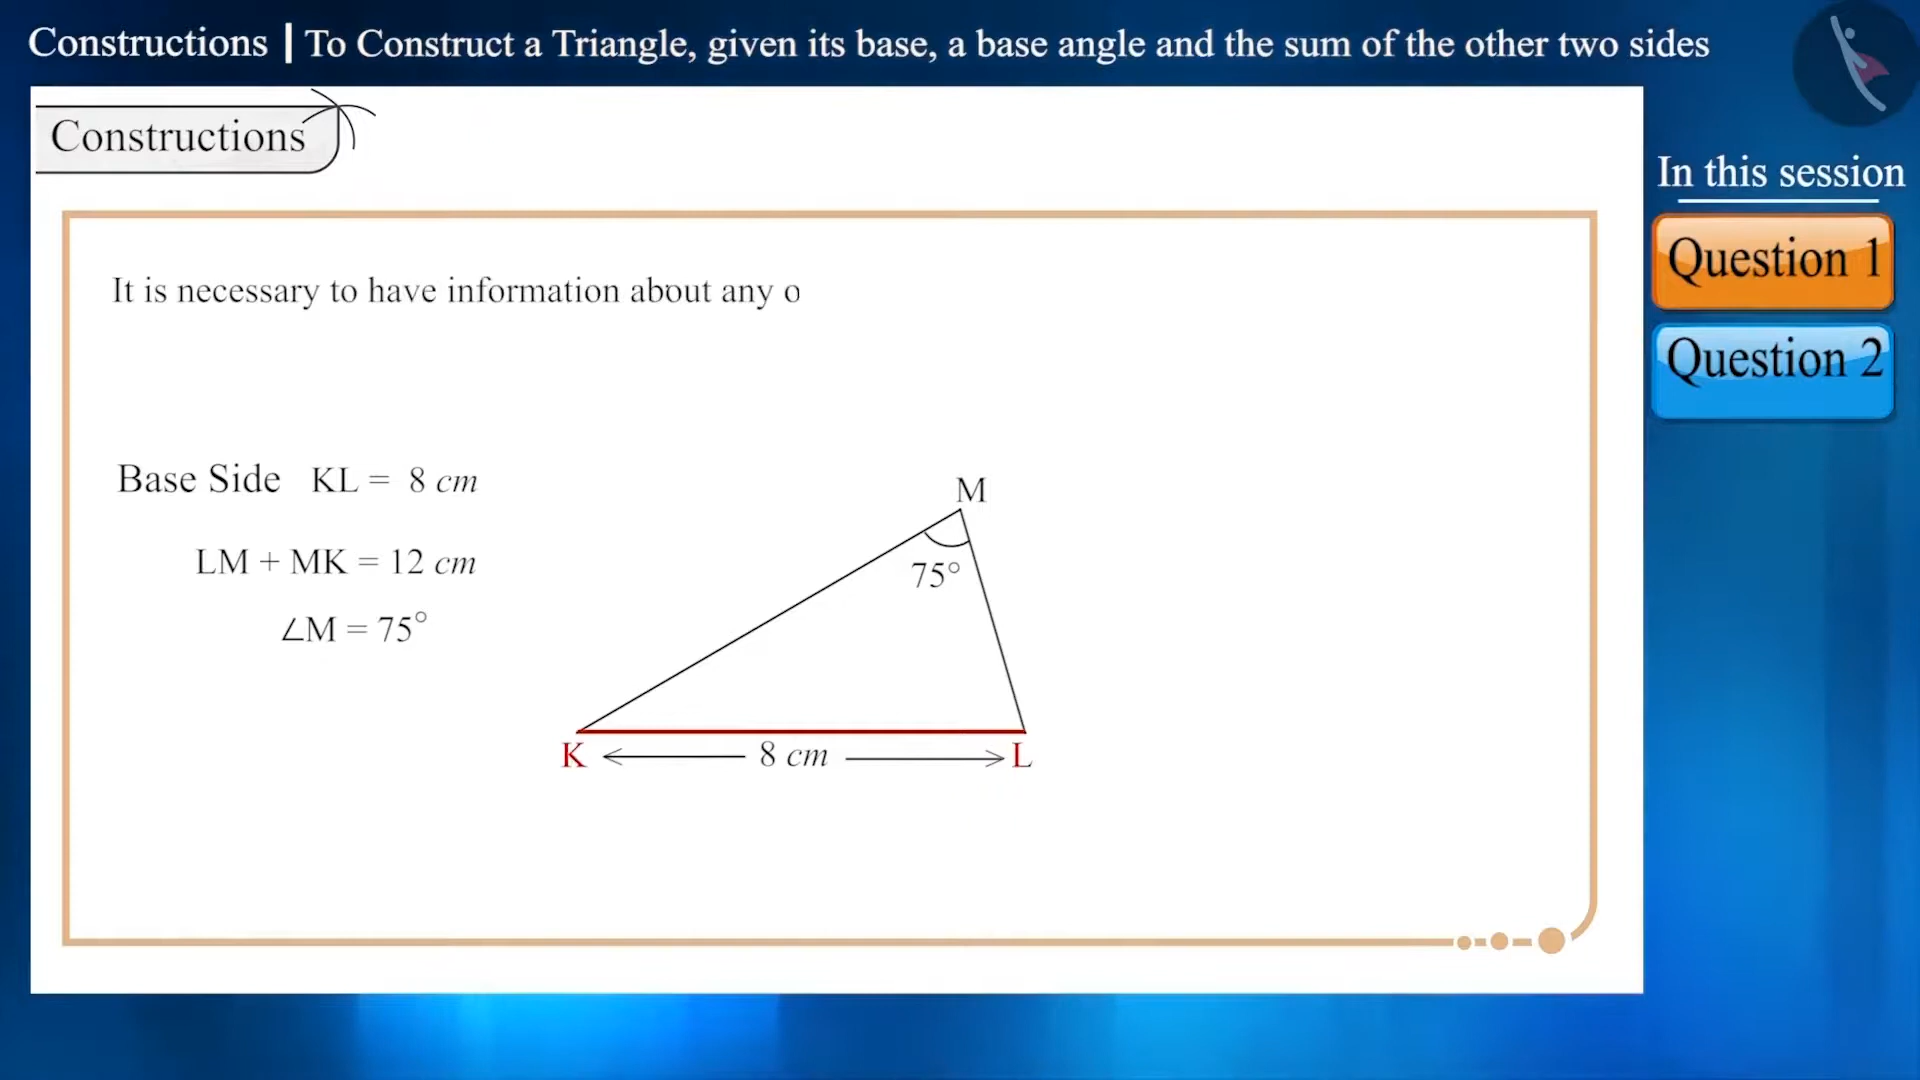 Constructions | To Construct a Triangle, given its base, a base angle and the sum of the other two sides
Constructions
In this session
Question 1
Question 2
It is necessary to have information about any o
Base Side KL = 8 cm
LM + MK = 12 cm
∠M = 75°
M
75°
K
8 cm
L